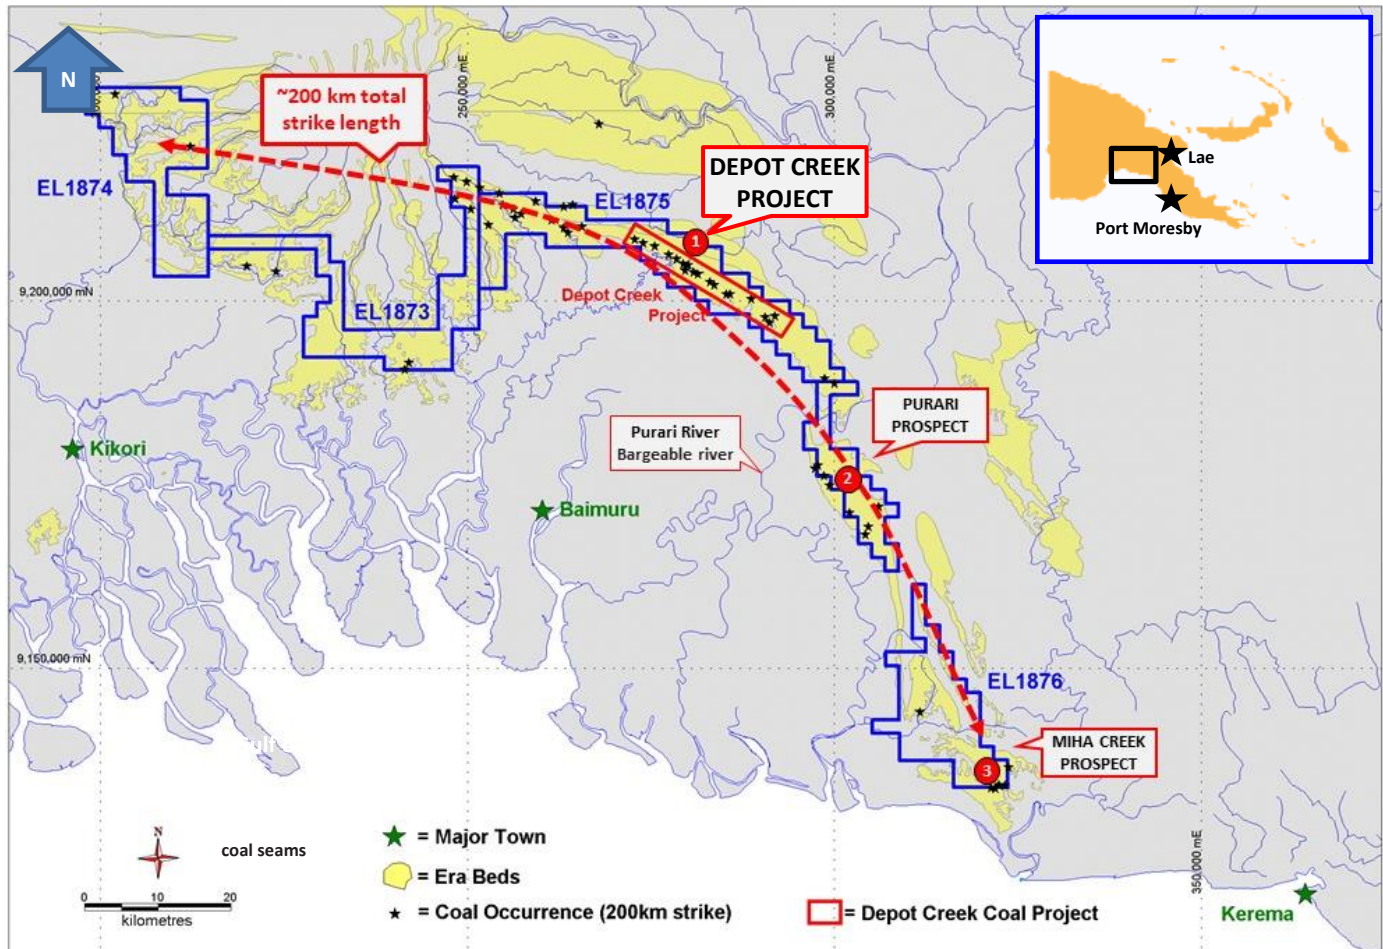 N
~200 km total
strike length
250,000 mE
300,000 mE
Lae
Port Moresby
DEPOT CREEK
PROJECT
EL1874
EL1875
1
9,200,000 mN
Depot Creek
Project
EL1873
PURARI
PROSPECT
Purari River
Bargeable river
Kikori
2
Baimuru
9,150,000 mN
EL1876
MIHA CREEK
PROSPECT
3
N
coal seams
0 10 20
kilometres
= Major Town
= Era Beds
= Coal Occurrence (200km strike)
= Depot Creek Coal Project
350,000 mE
Kerema